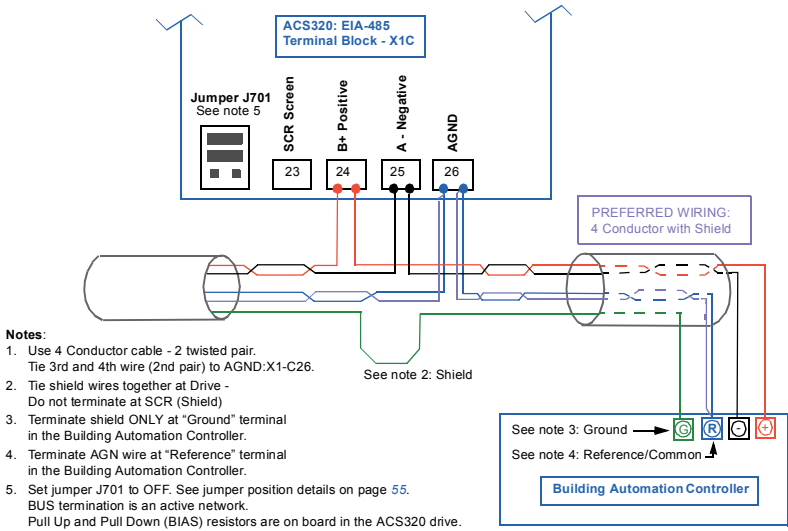 ACS320: EIA-485
Terminal Block - X1C
Jumper J701
See note 5
SCR Screen
B+ Positive
A - Negative
AGND
23
24
25
26
PREFERRED WIRING:
4 Conductor with Shield
See note 2: Shield
Notes:
1. Use 4 Conductor cable - 2 twisted pair.
Tie 3rd and 4th wire (2nd pair) to AGND:X1-C26.
2. Tie shield wires together at Drive -
Do not terminate at SCR (Shield)
3. Terminate shield ONLY at “Ground” terminal
in the Building Automation Controller.
4. Terminate AGN wire at “Reference” terminal
in the Building Automation Controller.
5. Set jumper J701 to OFF. See jumper position details on page 55.
BUS termination is an active network.
Pull Up and Pull Down (BIAS) resistors are on board in the ACS320 drive.
See note 3: Ground
G
R
-
+
See note 4: Reference/Common
Building Automation Controller